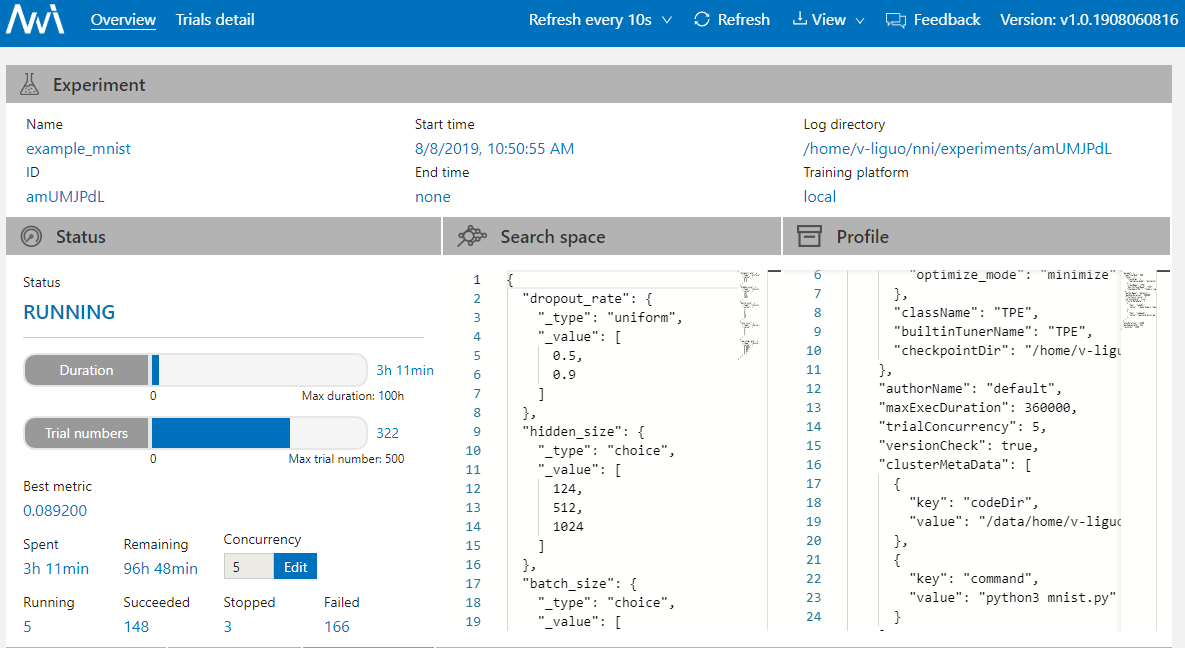 NNI Overview Trials detail Refresh every 10s Refresh View Feedback Version: v1.0.1908060816
Experiment
Name Start time Log directory
example_mnist 8/8/2019, 10:50:55 AM /home/v-liguo/nni/experiments/amUMJPdL
ID End time Training platform
amUMJPdL none local
Status Search space Profile
Status
RUNNING
Duration 3h 11min
0 Max duration: 100h
Trial numbers 322
0 Max trial number: 500
Best metric
0.089200
Spent Remaining Concurrency
3h 11min 96h 48min 5 Edit
Running Succeeded Stopped Failed
5 148 3 166
1 {
2 "dropout_rate": {
3 "_type": "uniform",
4 "_value": [
5 0.5,
6 0.9
7 ]
8 },
9 "hidden_size": {
10 "_type": "choice",
11 "_value": [
12 124,
13 512,
14 1024
15 ]
16 },
17 "batch_size": {
18 "_type": "choice",
19 "_value": [
6 "optimize_mode": "minimize"
7 },
8 "className": "TPE",
9 "builtinTunerName": "TPE",
10 "checkpointDir": "/home/v-ligu
11 },
12 "authorName": "default",
13 "maxExecDuration": 360000,
14 "trialConcurrency": 5,
15 "versionCheck": true,
16 "clusterMetaData": [
17 {
18 "key": "codeDir",
19 "value": "/data/home/v-liguo
20 },
21 {
22 "key": "command",
23 "value": "python3 mnist.py"
24 }